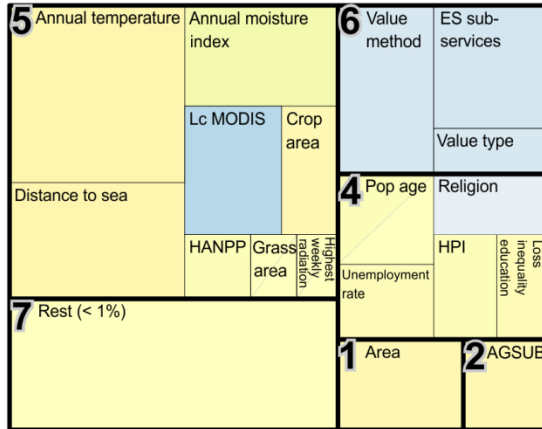 5 Annual temperature
Annual moisture
index
Lc MODIS
Crop
area
Distance to sea
HANPP
Grass
area
Highest
weekly
radiation
7 Rest (< 1%)
6 Value
method
ES sub-
services
Value type
4 Pop age
Religion
Unemployment
rate
HPI
Loss
inequality
education
1 Area
2 AGSUB